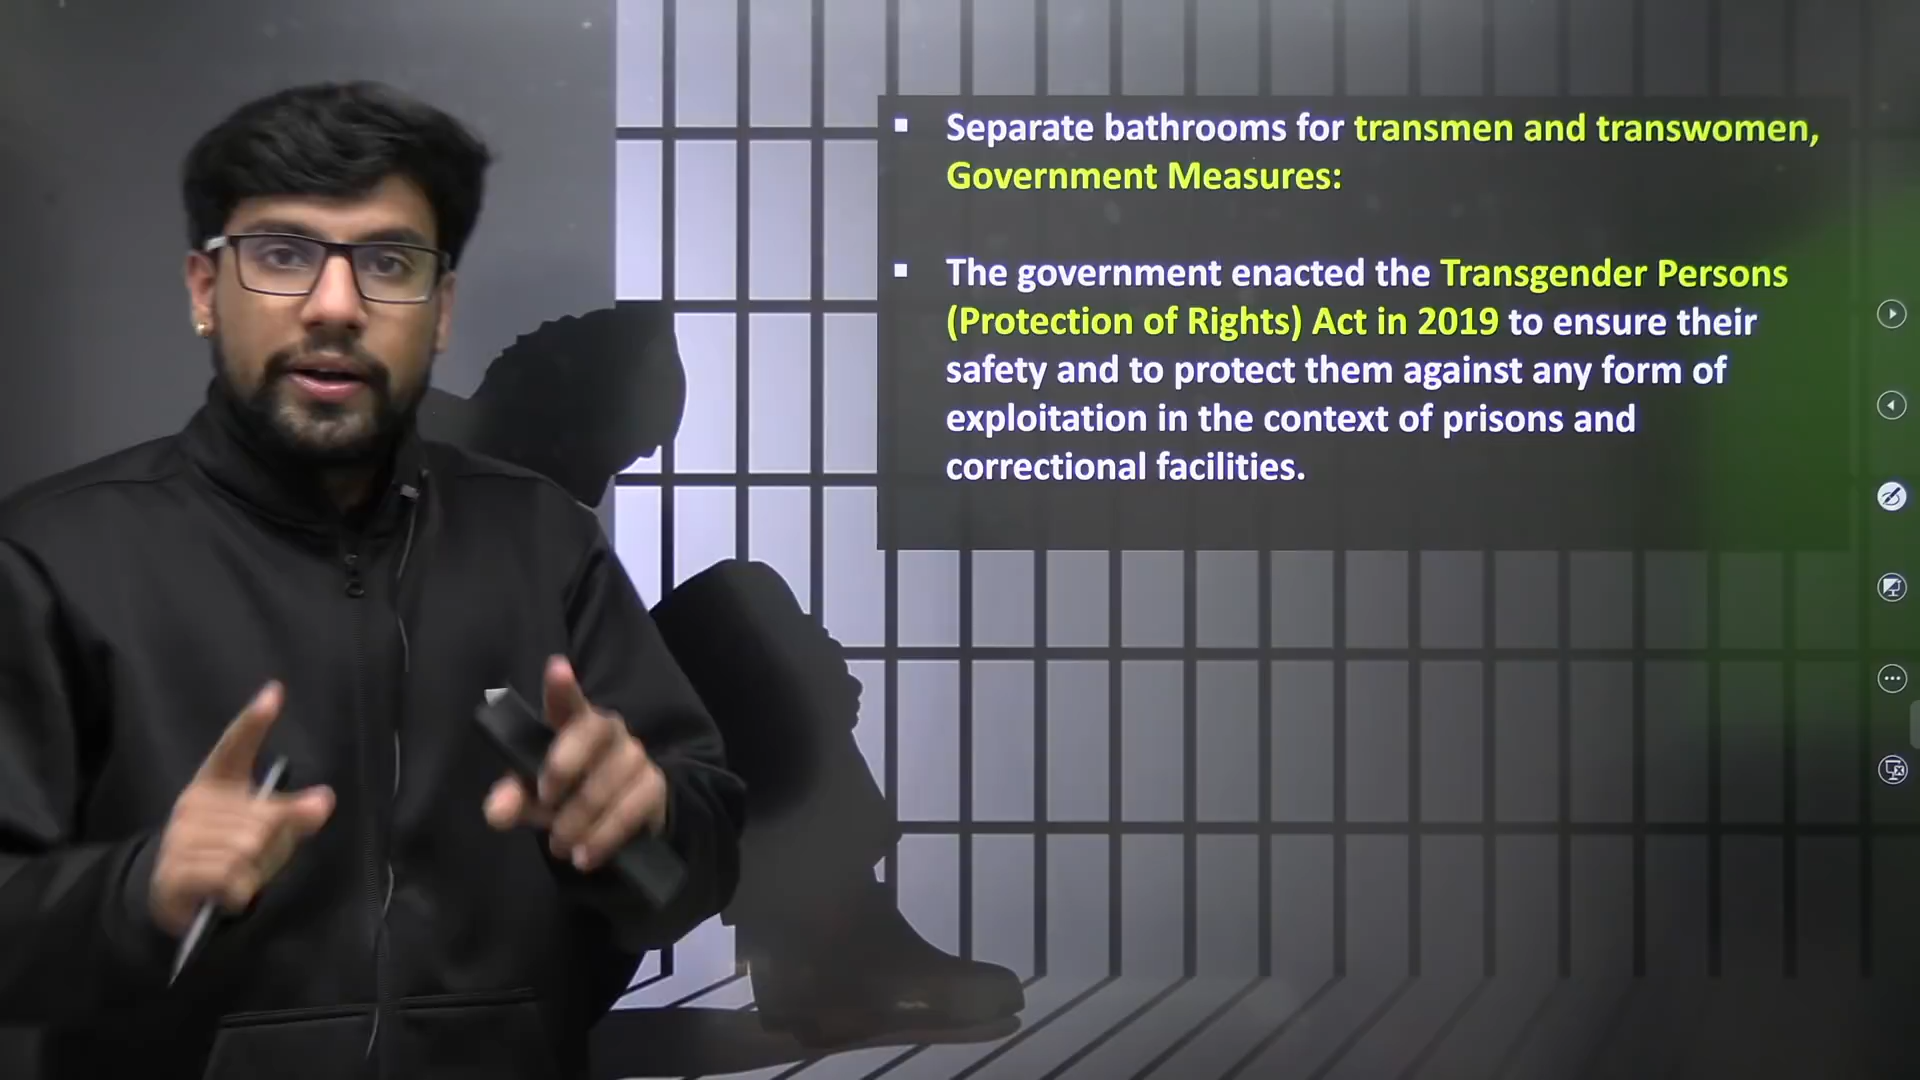 Separate bathrooms for transmen and transwomen,
Government Measures:
The government enacted the Transgender Persons
(Protection of Rights) Act in 2019 to ensure their
safety and to protect them against any form of
exploitation in the context of prisons and
correctional facilities.